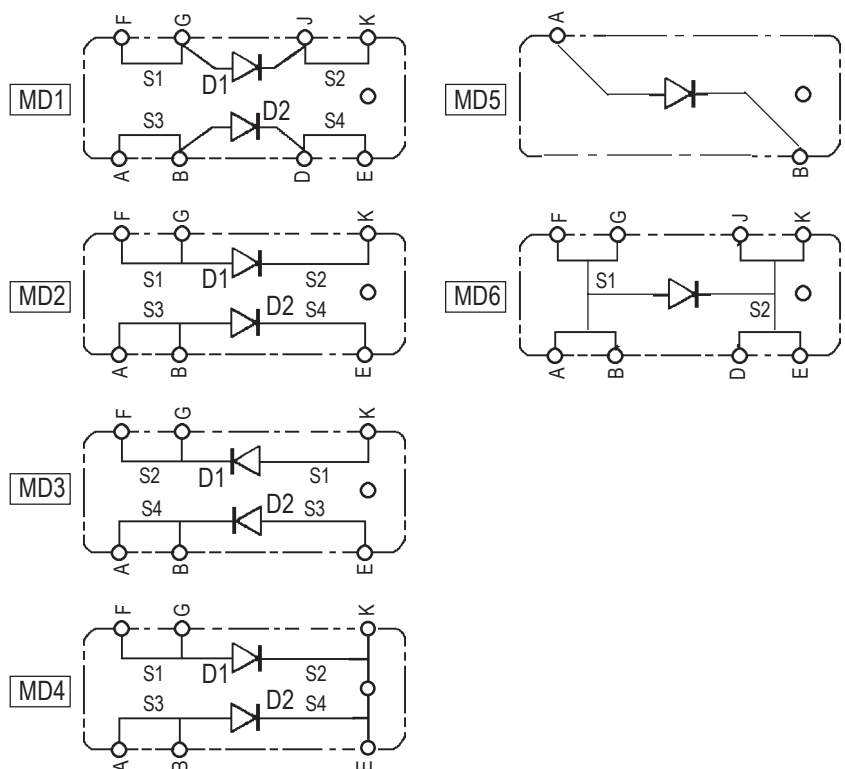 F G J K
MD1
S1 D1 S2
D2
S3 S4
A B D E
F G K
MD2
S1 D1 S2
S3 D2 S4
A B E
F G K
MD3
S2 D1 S1
S4 D2 S3
A B E
F G K
MD4
S1 D1 S2
S3 D2 S4
A B E
A
MD5
B
F G J K
MD6
S1
S2
A B D E